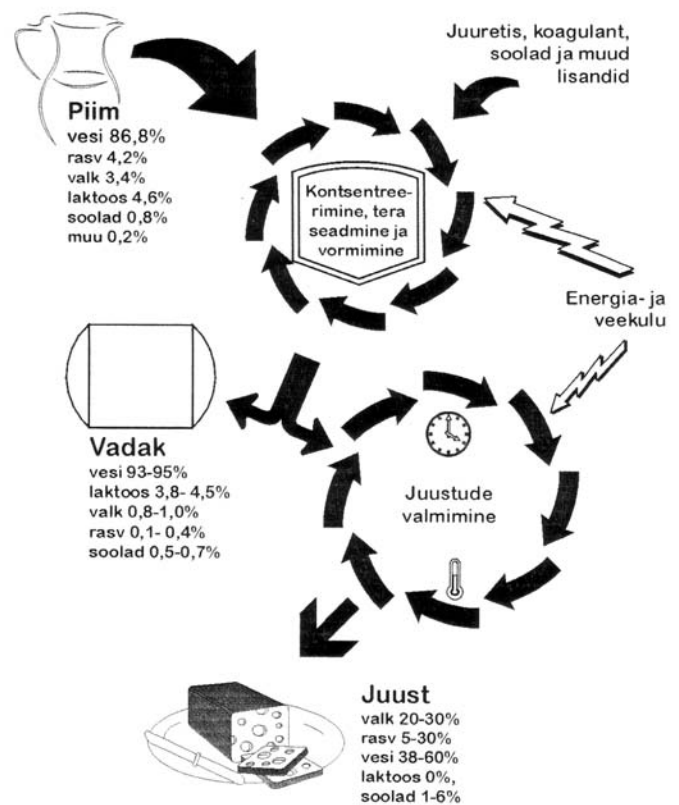 Juuretis, koagulant,
soolad ja muud
lisandid
Piim
vesi 86,8%
rasv 4,2%
valk 3,4%
laktoos 4,6%
soolad 0,8%
muu 0,2%
Kontsentree-
rimine, tera
seadmine ja
vormimine
Energia- ja
veekulu
Vadak
vesi 93-95%
laktoos 3,8- 4,5%
valk 0,8-1,0%
rasv 0,1- 0,4%
soolad 0,5-0,7%
Juustude
valmimine
Juust
valk 20-30%
rasv 5-30%
vesi 38-60%
laktoos 0%,
soolad 1-6%